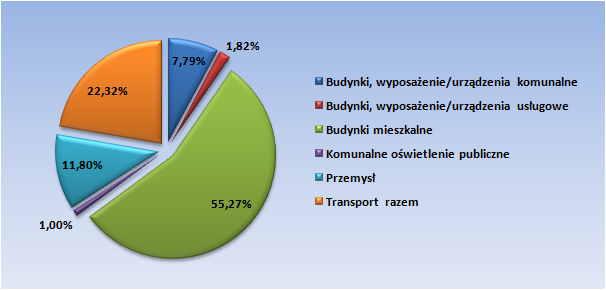 7,79%
1,82%
55,27%
1,00%
11,80%
22,32%
Budynki, wyposażenie/urządzenia komunalne
Budynki, wyposażenie/urządzenia usługowe
Budynki mieszkalne
Komunalne oświetlenie publiczne
Przemysł
Transport razem